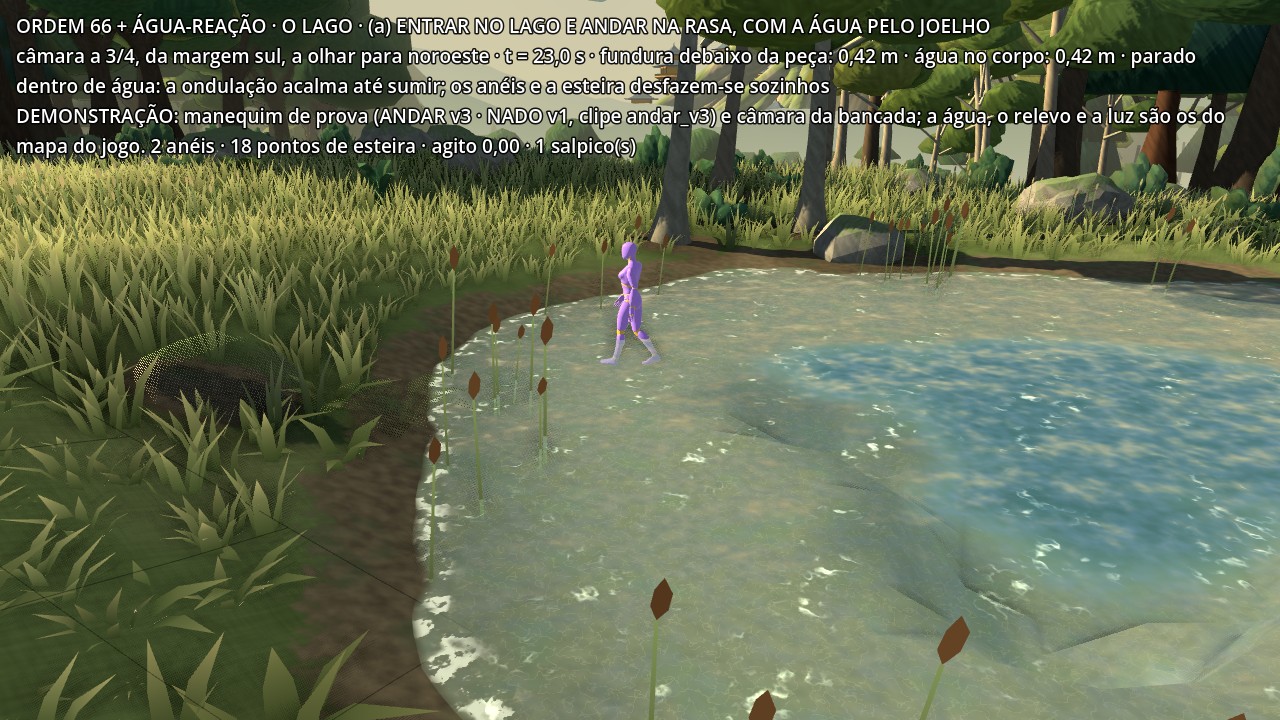 ORDEM 66 + ÁGUA-REAÇÃO · O LAGO · (a) ENTRAR NO LAGO E ANDAR NA RASA, COM A ÁGUA PELO JOELHO
câmara a 3/4, da margem sul, a olhar para noroeste · t = 23,0 s · fundura debaixo da peça: 0,42 m · água no corpo: 0,42 m · parado
dentro de água: a ondulação acalma até sumir; os anéis e a esteira desfazem-se sozinhos
DEMONSTRAÇÃO: manequim de prova (ANDAR v3 · NADO v1, clipe andar_v3) e câmara da bancada; a água, o relevo e a luz são os do
mapa do jogo. 2 anéis · 18 pontos de esteira · agito 0,00 · 1 salpico(s)